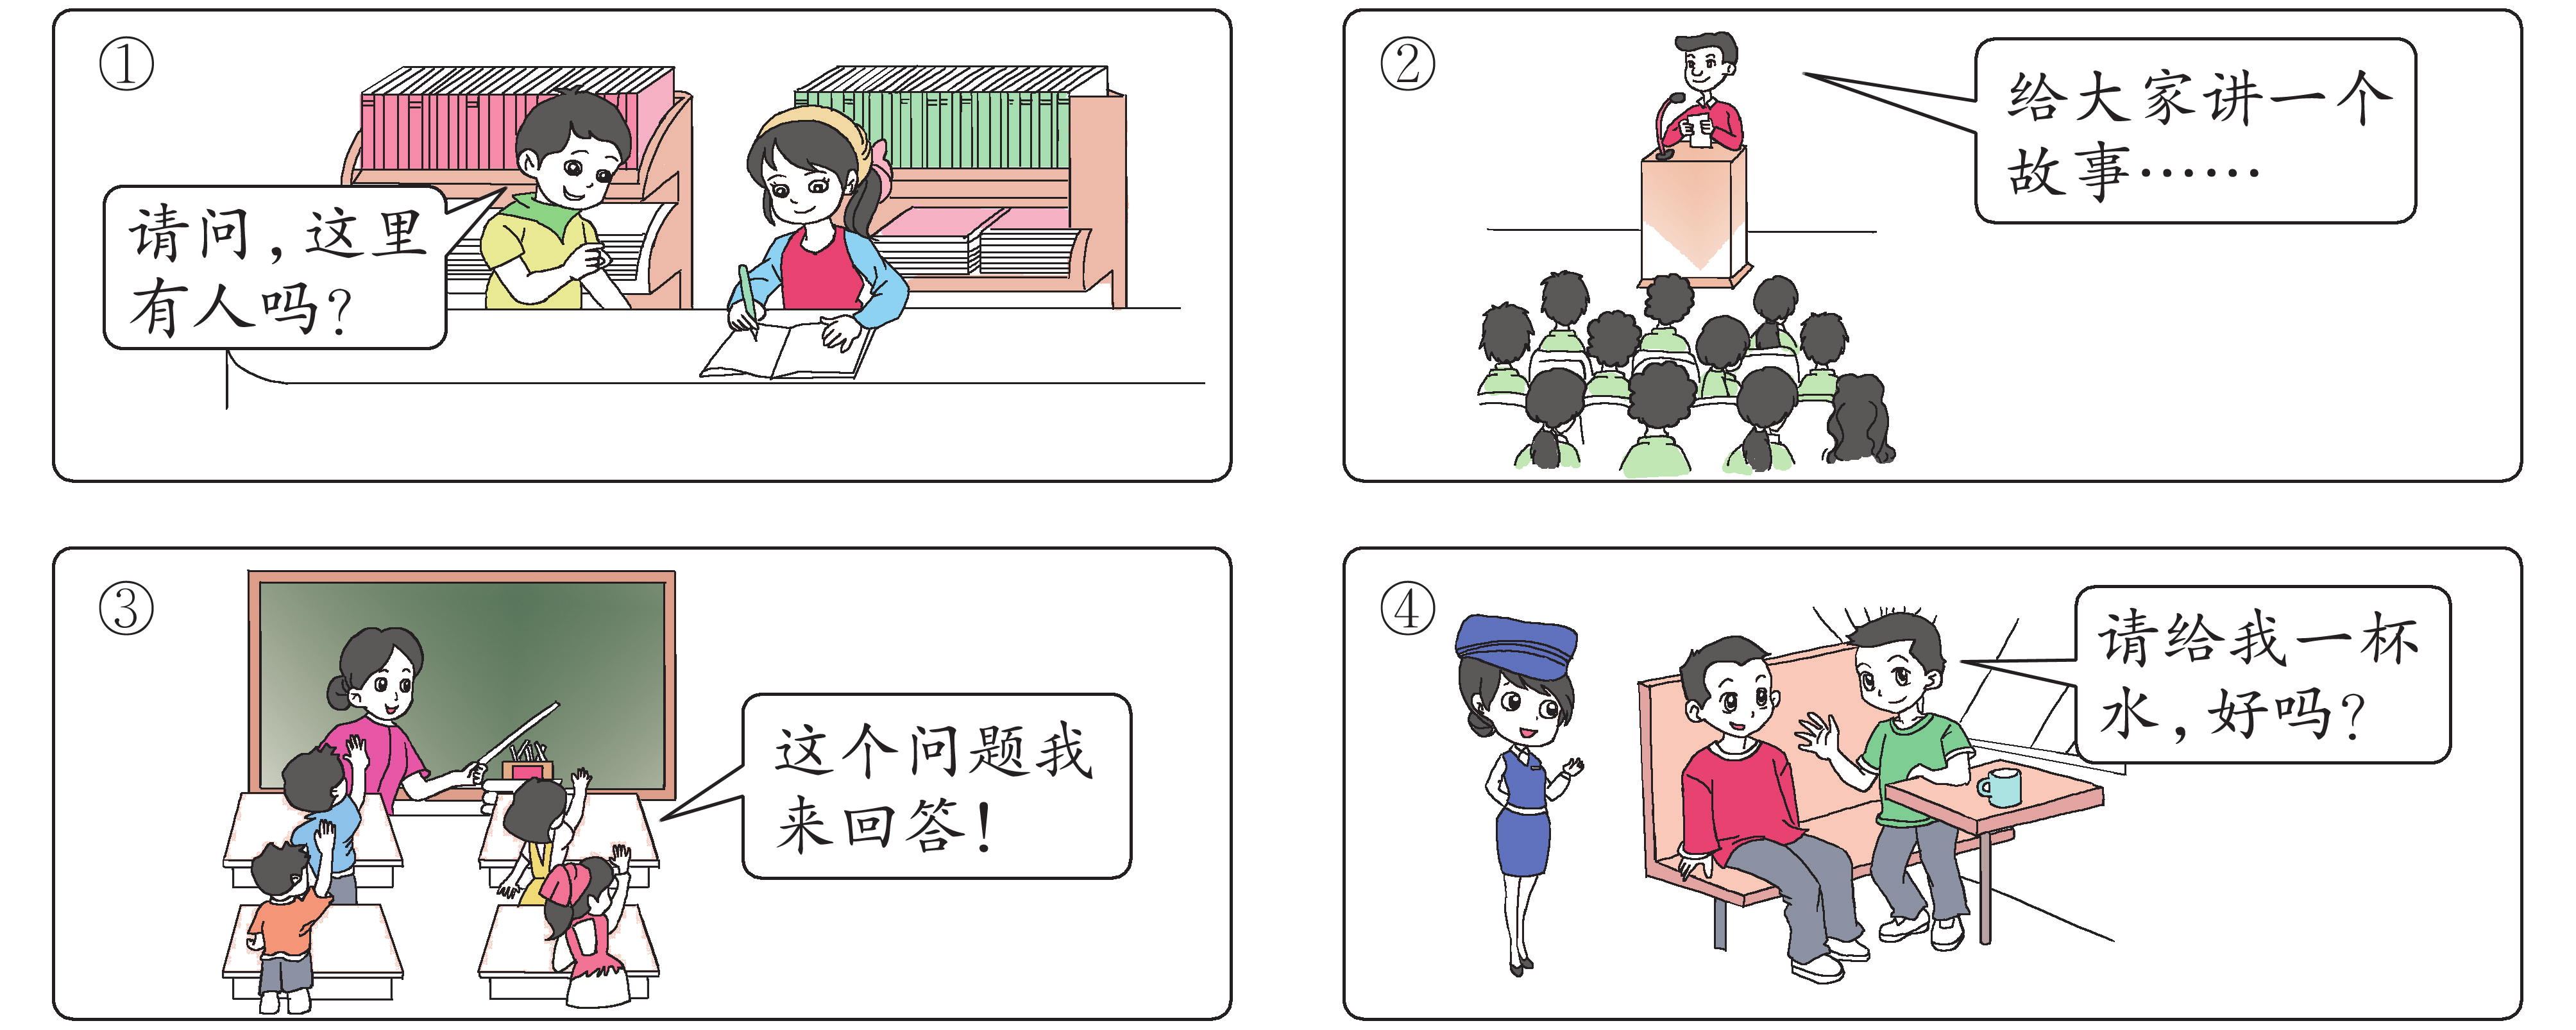 ①
请问，这里
有人吗？
②
给大家讲一个
故事……
③
这个问题我
来回答！
④
请给我一杯
水，好吗？